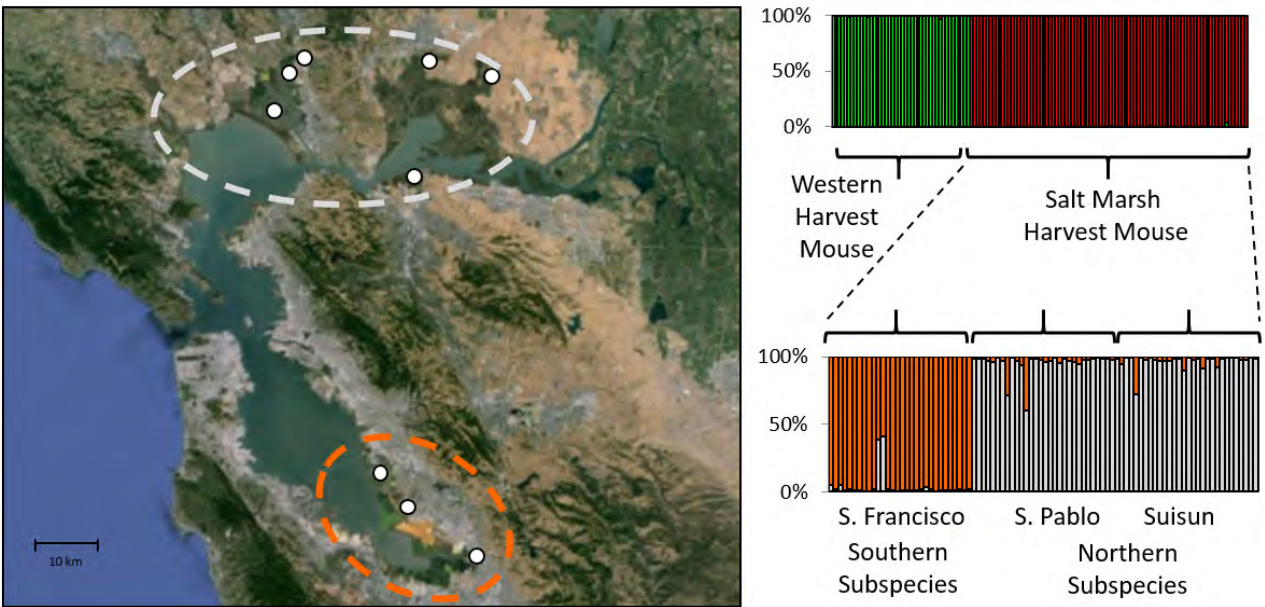 10 km
100%
50%
0%
Western
Harvest
Mouse
Salt Marsh
Harvest Mouse
100%
50%
0%
S. Francisco
S. Pablo
Suisun
Southern
Subspecies
Northern
Subspecies